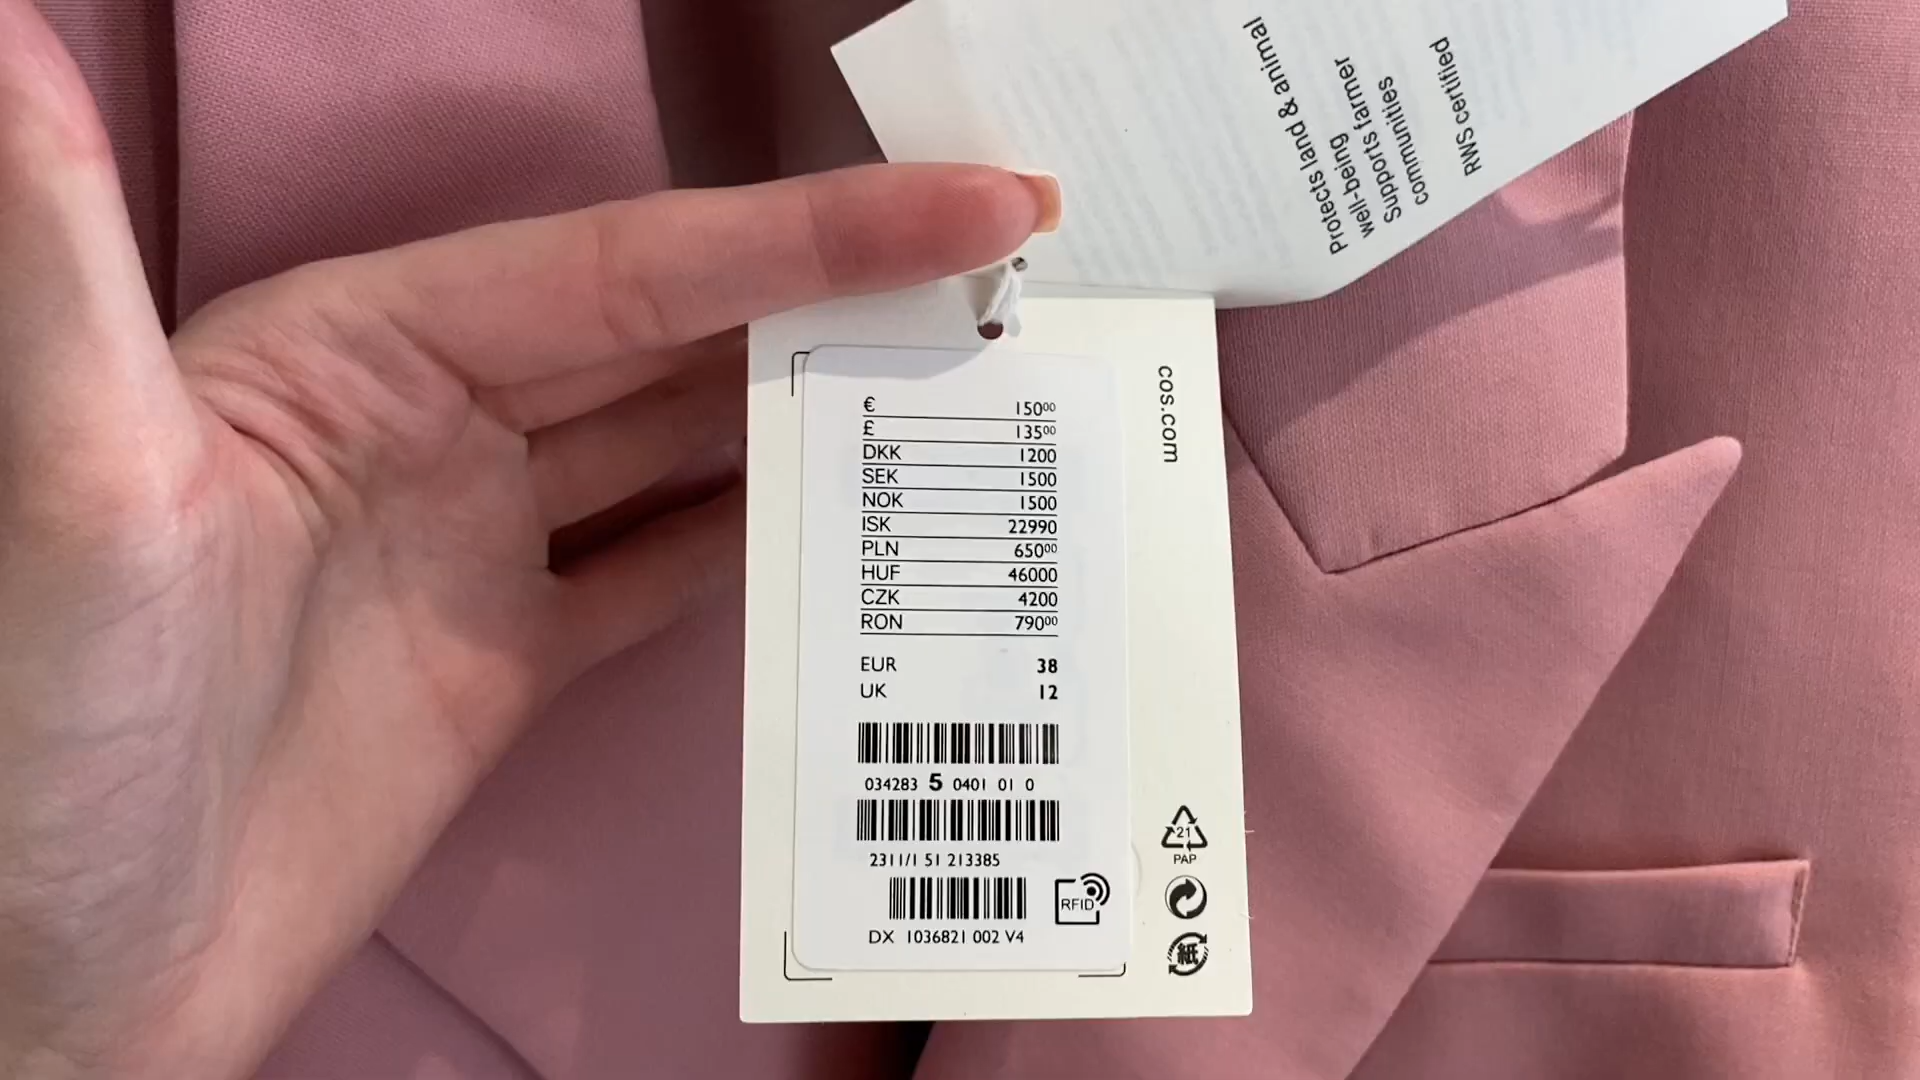 Protects land & animal
well-being
Supports farmer
communities
RWS certified
cos.com
€ 15000
£ 13500
DKK 1200
SEK 1500
NOK 1500
ISK 22990
PLN 65000
HUF 46000
CZK 4200
RON 79000
EUR 38
UK 12
034283 5 0401 01 0
2311/1 51 213385
RFID
DX 1036821 002 V4
21
PAP
紙